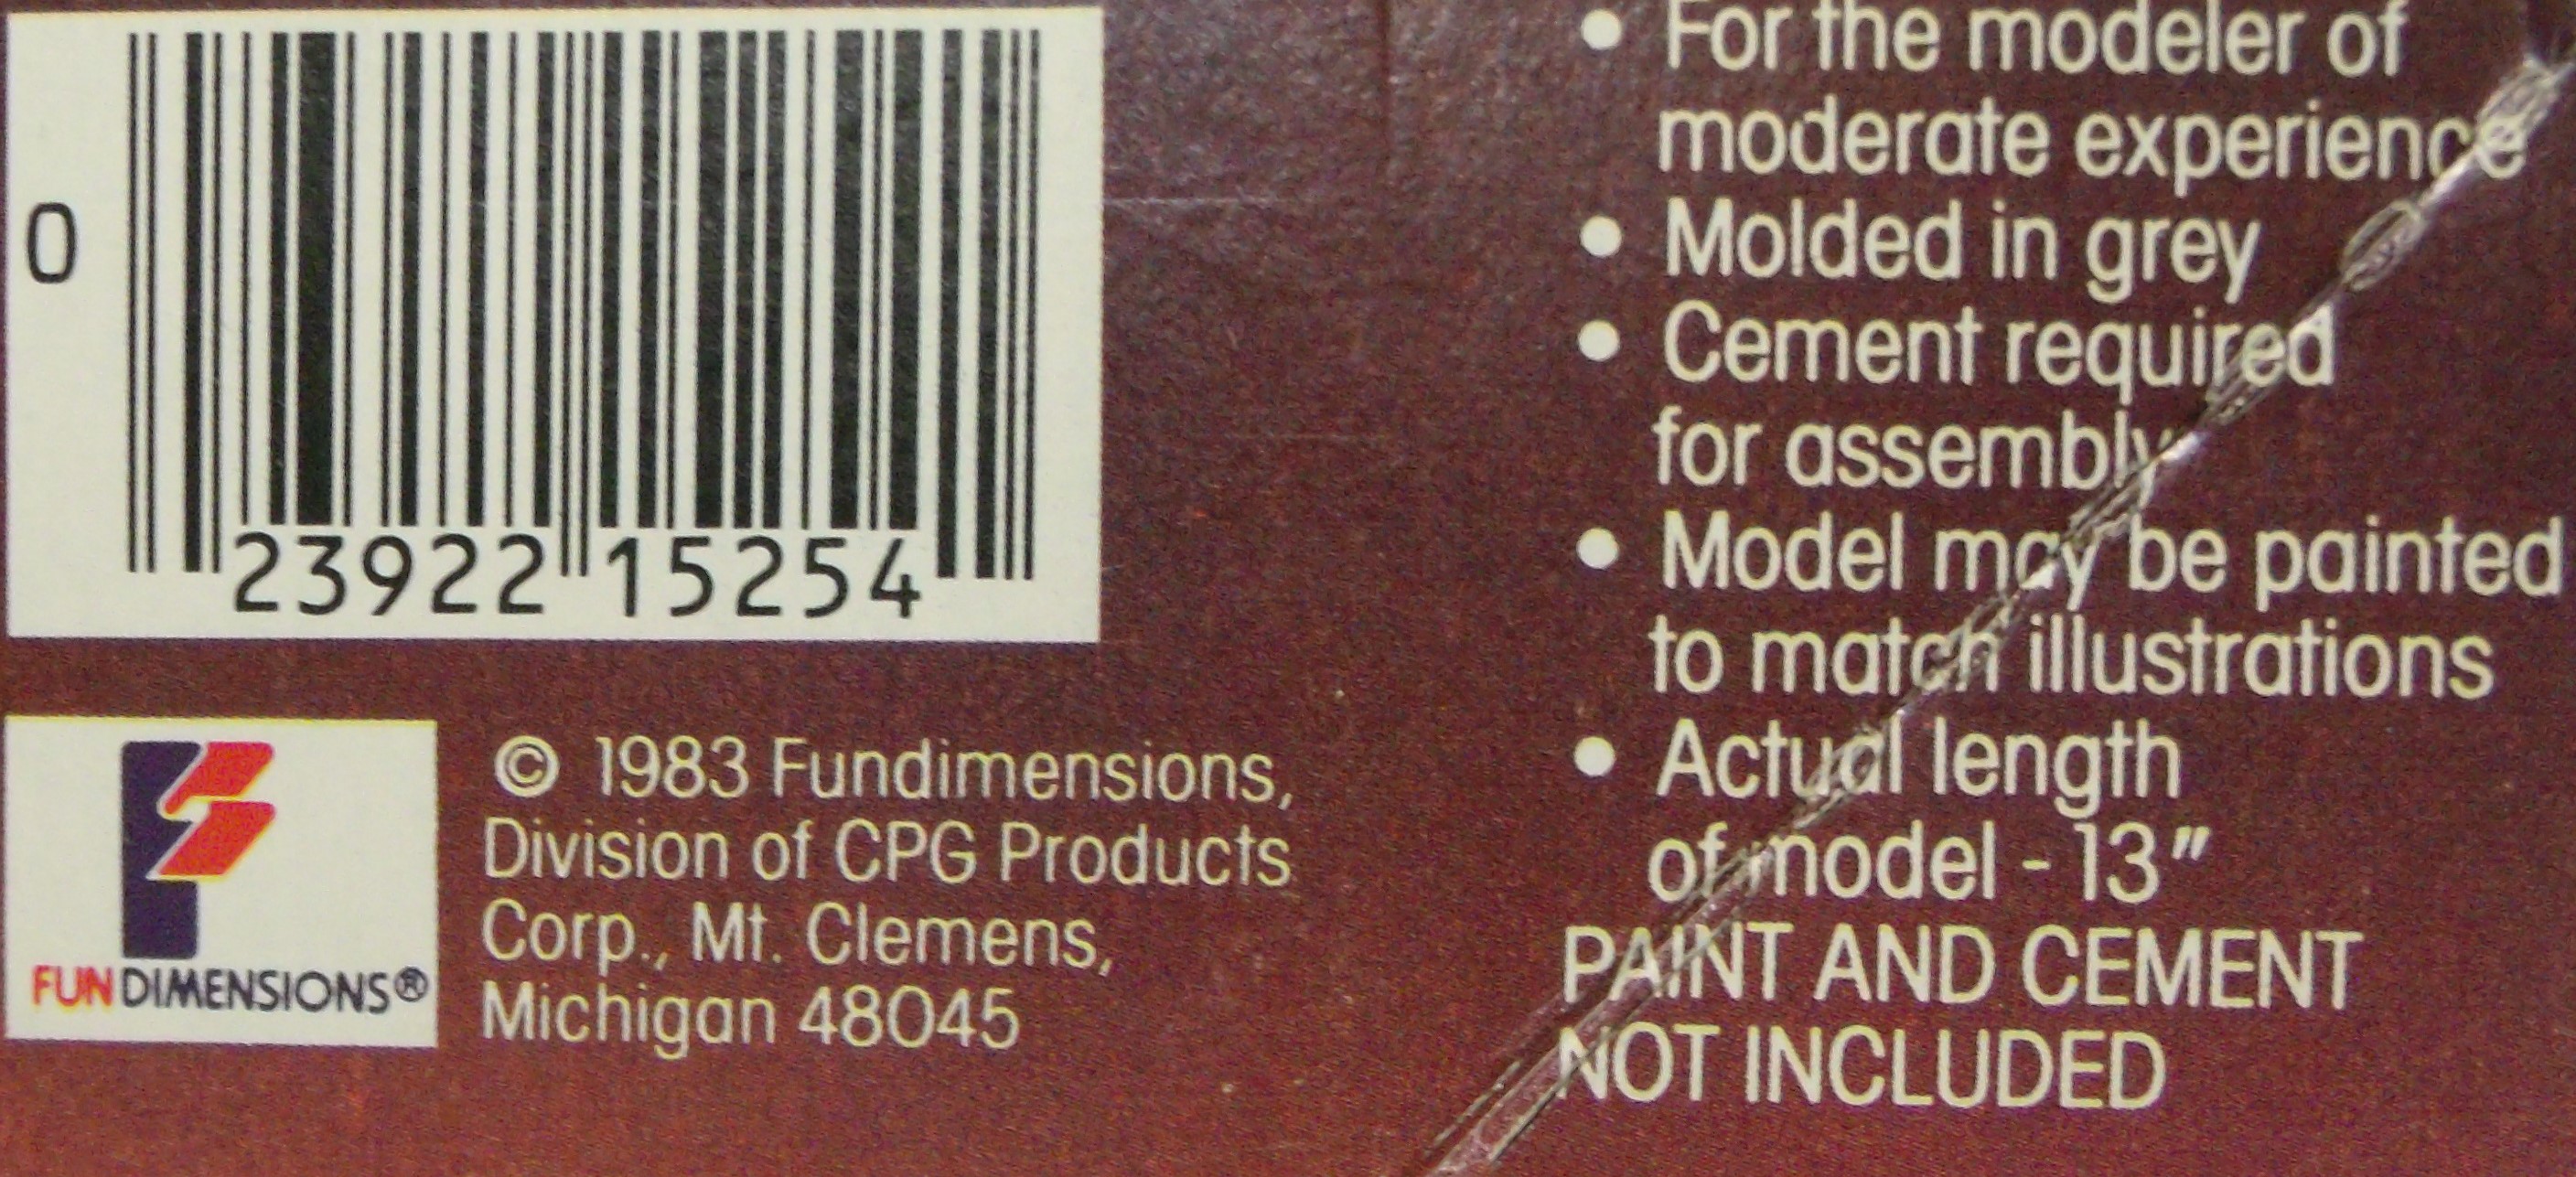 0
23922 15254
FUNDIMENSIONS®
© 1983 Fundimensions,
Division of CPG Products
Corp., Mt. Clemens,
Michigan 48045
• For the modeler of
moderate experience
• Molded in grey
• Cement required
for assembly
• Model may be painted
to match illustrations
• Actual length
of model - 13"
PAINT AND CEMENT
NOT INCLUDED